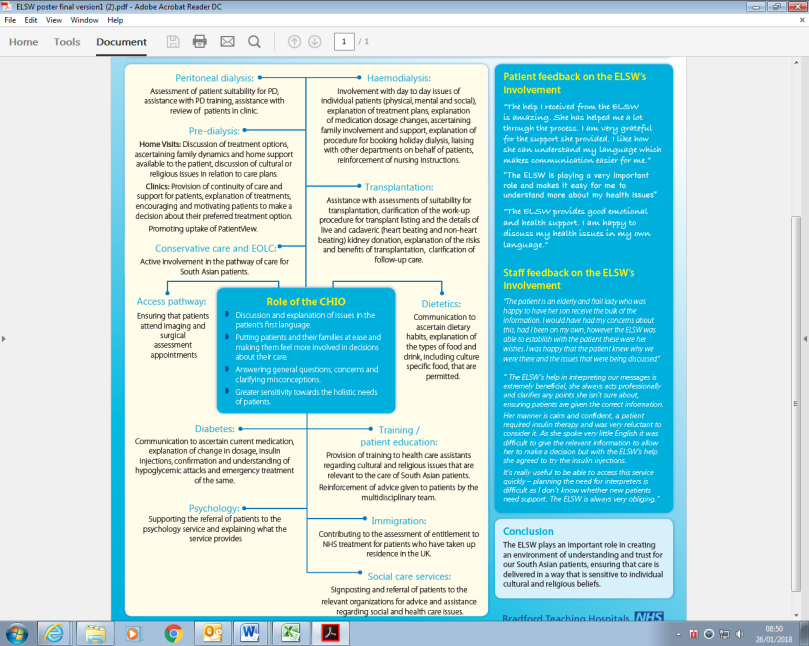 ELSW poster final version1 (2).pdf - Adobe Acrobat Reader DC
File Edit View Window Help
Home Tools Document 1 / 1
Peritoneal dialysis:
Assessment of patient suitability for PD,
assistance with PD training, assistance with
review of patients in clinic.
Pre-dialysis:
Home Visits: Discussion of treatment options,
ascertaining family dynamics and home support
available to the patient, discussion of cultural or
religious issues in relation to care plans.
Clinics: Provision of continuity of care and
support for patients, explanation of treatments,
encouraging and motivating patients to make a
decision about their preferred treatment option.
Promoting uptake of PatientView.
Conservative care and EOLC:
Active involvement in the pathway of care for
South Asian patients.
Haemodialysis:
Involvement with day to day issues of
individual patients (physical, mental and social),
explanation of treatment plans, explanation
of medication dosage changes, ascertaining
family involvement and support, explanation of
procedure for booking holiday dialysis, liaising
with other departments on behalf of patients,
reinforcement of nursing instructions.
Transplantation:
Assistance with assessments of suitability for
transplantation, clarification of the work-up
procedure for transplant listing and the details of
live and cadaveric (heart beating and non-heart
beating) kidney donation, explanation of the risks
and benefits of transplantation, clarification of
follow-up care.
Access pathway:
Ensuring that patients
attend imaging and
surgical
assessment
appointments
Role of the CHIO
Discussion and explanation of issues in the
patient's first language.
Putting patients and their families at ease and
making them feel more involved in decisions
about their care.
Answering general questions, concerns and
clarifying misconceptions.
Greater sensitivity towards the holistic needs
of patients.
Dietetics:
Communication to
ascertain dietary
habits, explanation of
the types of food and
drink, including culture
specific food, that are
permitted.
Diabetes:
Communication to ascertain current medication,
explanation of change in dosage, insulin
injections, confirmation and understanding of
hypoglycemic attacks and emergency treatment
of the same.
Psychology:
Supporting the referral of patients to the
psychology service and explaining what the
service provides
Training /
patient education:
Provision of training to health care assistants
regarding cultural and religious issues that are
relevant to the care of South Asian patients.
Reinforcement of advice given to patients by the
multidisciplinary team.
Immigration:
Contributing to the assessment of entitlement to
NHS treatment for patients who have taken up
residence in the UK.
Social care services:
Signposting and referral of patients to the
relevant organizations for advice and assistance
regarding social and health care issues.
Patient feedback on the ELSW's
involvement
"The help I received from the ELSW
is amazing. She has helped me a lot
through the process. I am very grateful
for the support she provided. I like how
she can understand my language which
makes communication easier for me."
"The ELSW is playing a very important
role and makes it easy for me to
understand more about my health issues"
"The ELSW provides good emotional
and health support. I am happy to
discuss my health issues in my own
language."
Staff feedback on the ELSW's
involvement
"The patient is an elderly and frail lady who was
happy to have her son receive the bulk of the
information. I would have had my concerns about
this, had I been on my own, however the ELSW was
able to establish with the patient these were her
wishes. I was happy that the patient knew why we
were there and the issues that were being discussed"
" The ELSW's help in interpreting our messages is
extremely beneficial, she always acts professionally
and clarifies any points she isn't sure about,
ensuring patients are given the correct information.
Her manner is calm and confident, a patient
required insulin therapy and was very reluctant to
consider it. As she spoke very little English it was
difficult to give the relevant information to allow
her to make a decision but with the ELSW's help
she agreed to try the insulin injections.
It's really useful to be able to access this service
quickly – planning the need for interpreters is
difficult as I don't know whether new patients
need support. The ELSW is always very obliging."
Conclusion
The ELSW plays an important role in creating
an environment of understanding and trust for
our South Asian patients, ensuring that care is
delivered in a way that is sensitive to individual
cultural and religious beliefs.
Bradford Teaching Hospitals NHS
08:50
26/01/2018